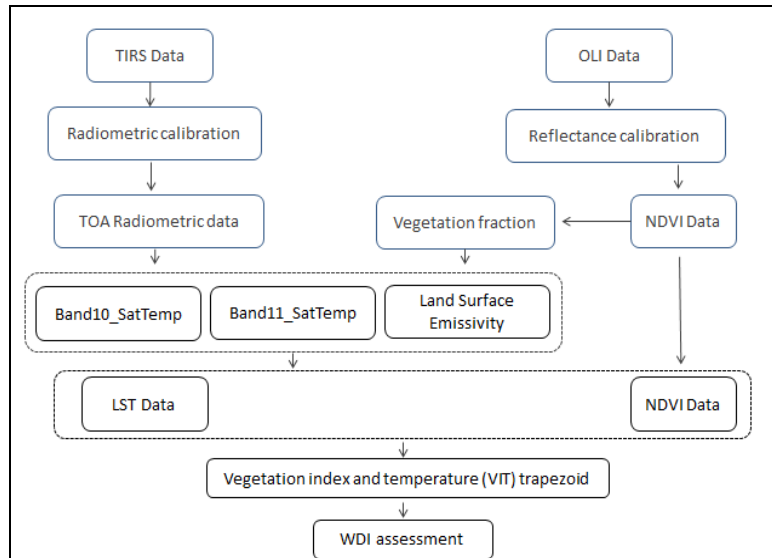 TIRS Data
OLI Data
Radiometric calibration
Reflectance calibration
TOA Radiometric data
Vegetation fraction
NDVI Data
Band10_SatTemp
Band11_SatTemp
Land Surface
Emissivity
LST Data
NDVI Data
Vegetation index and temperature (VIT) trapezoid
WDI assessment